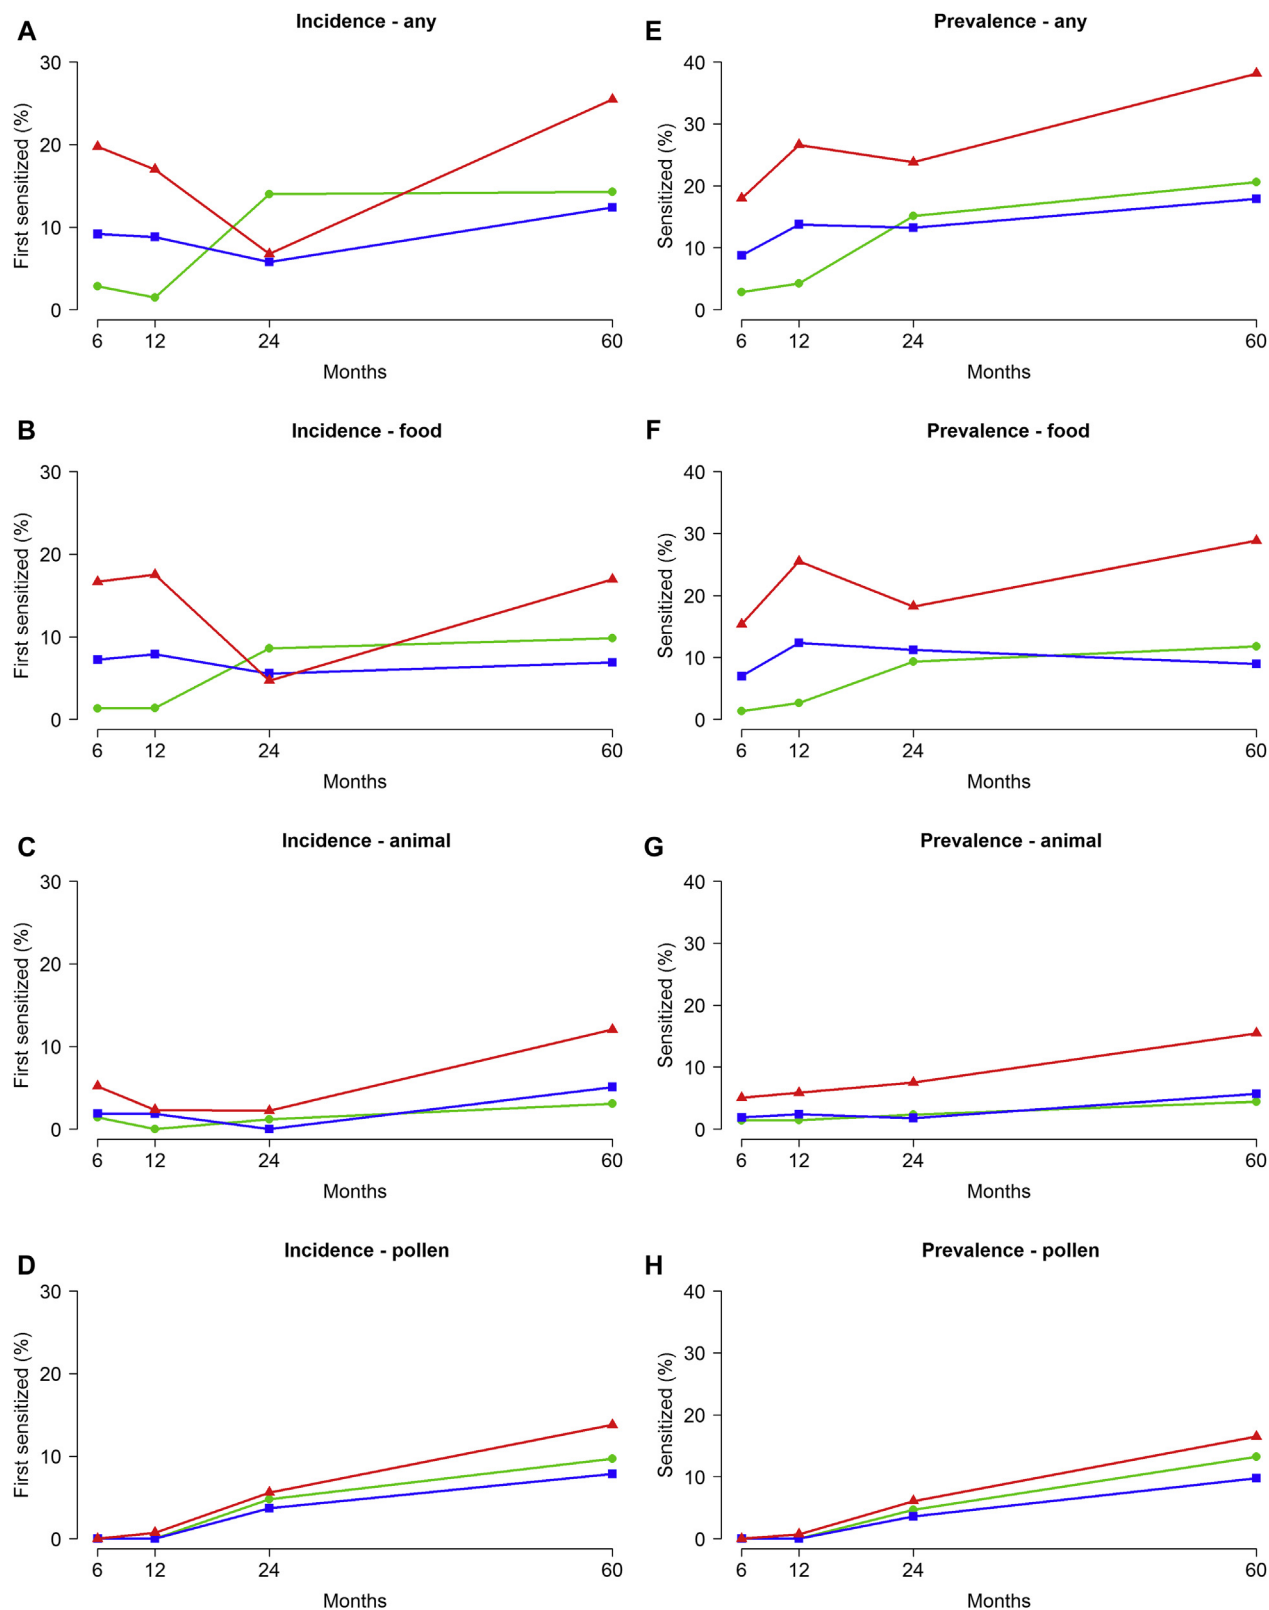 A
Incidence - any
First sensitized (%)
30
20
10
0
6 12 24 60
Months
E
Prevalence - any
Sensitized (%)
40
30
20
10
0
6 12 24 60
Months
B
Incidence - food
First sensitized (%)
30
20
10
0
6 12 24 60
Months
F
Prevalence - food
Sensitized (%)
40
30
20
10
0
6 12 24 60
Months
C
Incidence - animal
First sensitized (%)
30
20
10
0
6 12 24 60
Months
G
Prevalence - animal
Sensitized (%)
40
30
20
10
0
6 12 24 60
Months
D
Incidence - pollen
First sensitized (%)
30
20
10
0
6 12 24 60
Months
H
Prevalence - pollen
Sensitized (%)
40
30
20
10
0
6 12 24 60
Months